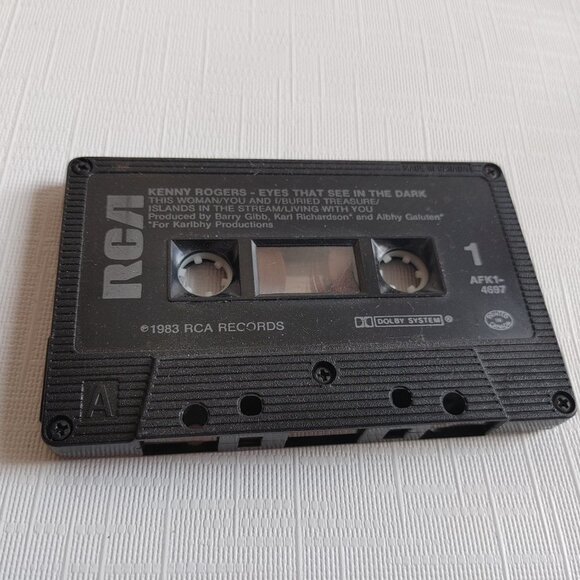 KENNY ROGERS - EYES THAT SEE IN THE DARK
THIS WOMAN/YOU AND I/BURIED TREASURE/
ISLANDS IN THE STREAM/LIVING WITH YOU
Produced by Barry Gibb, Karl Richardson* and Albhy Galuten*
*For Karlbhy Productions
RCA
1
AFK1-
4697
℗1983 RCA RECORDS
DOLBY SYSTEM®
A